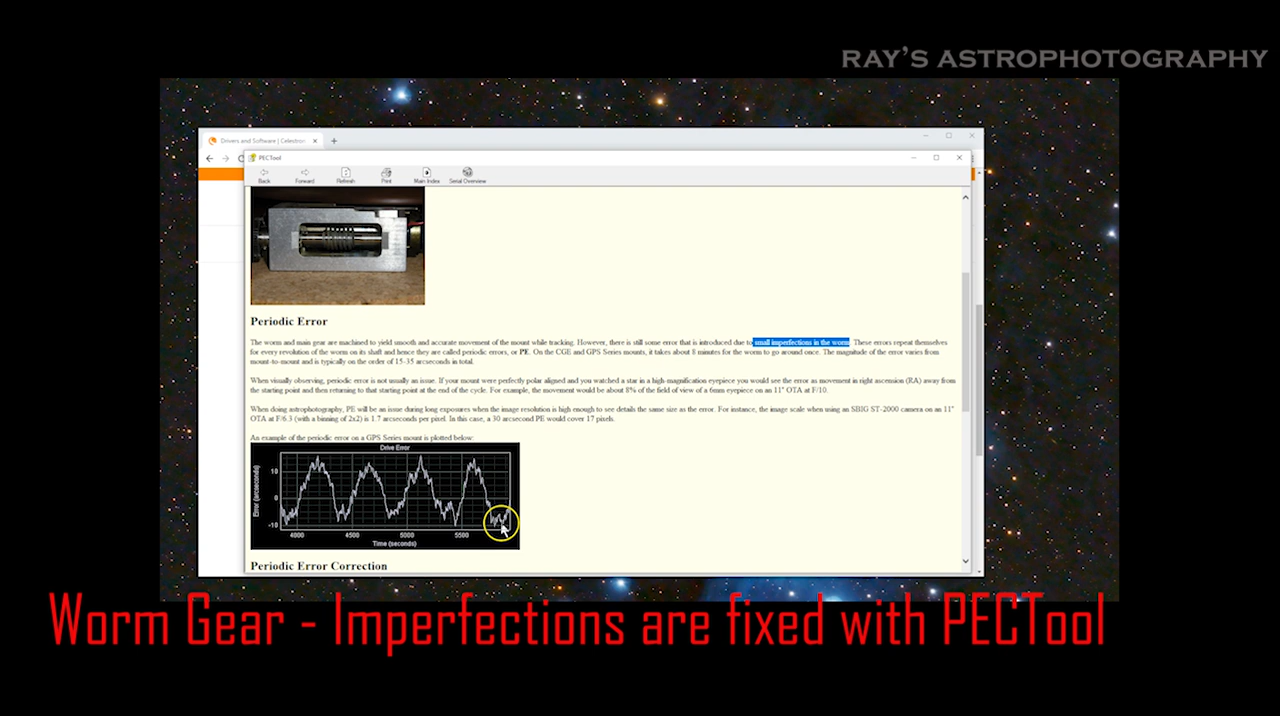 RAY'S ASTROPHOTOGRAPHY
Drivers and Software | Celestron
PECTool
Back Forward Refresh Print Main Index Serial Overview
Periodic Error
The worm and main gear are machined to yield smooth and accurate movement of the mount while tracking. However, there is still some error that is introduced due to small imperfections in the worm. These errors repeat themselves
for every revolution of the worm on its shaft and hence they are called periodic errors, or PE. On the CGE and GPS Series mounts, it takes about 8 minutes for the worm to go around once. The magnitude of the error varies from
mount-to-mount and is typically on the order of 15-35 arcseconds in total.
When visually observing, periodic error is not usually an issue. If your mount were perfectly polar aligned and you watched a star in a high-magnification eyepiece you would see the error as movement in right ascension (RA) away from
the starting point and then returning to that starting point at the end of the cycle. For example, the movement would be about 8% of the field of view of a 6mm eyepiece on an 11" OTA at F/10.
When doing astrophotography, PE will be an issue during long exposures when the image resolution is high enough to see details the same size as the error. For instance, the image scale when using an SBIG ST-2000 camera on an 11"
OTA at F/6.3 (with a binning of 2x2) is 1.7 arcseconds per pixel. In this case, a 30 arcsecond PE would cover 17 pixels.
An example of the periodic error on a GPS Series mount is plotted below:
Drive Error
Error (arcseconds)
10
0
-10
4000 4500 5000 5500
Time (seconds)
Periodic Error Correction
Worm Gear - Imperfections are fixed with PECTool